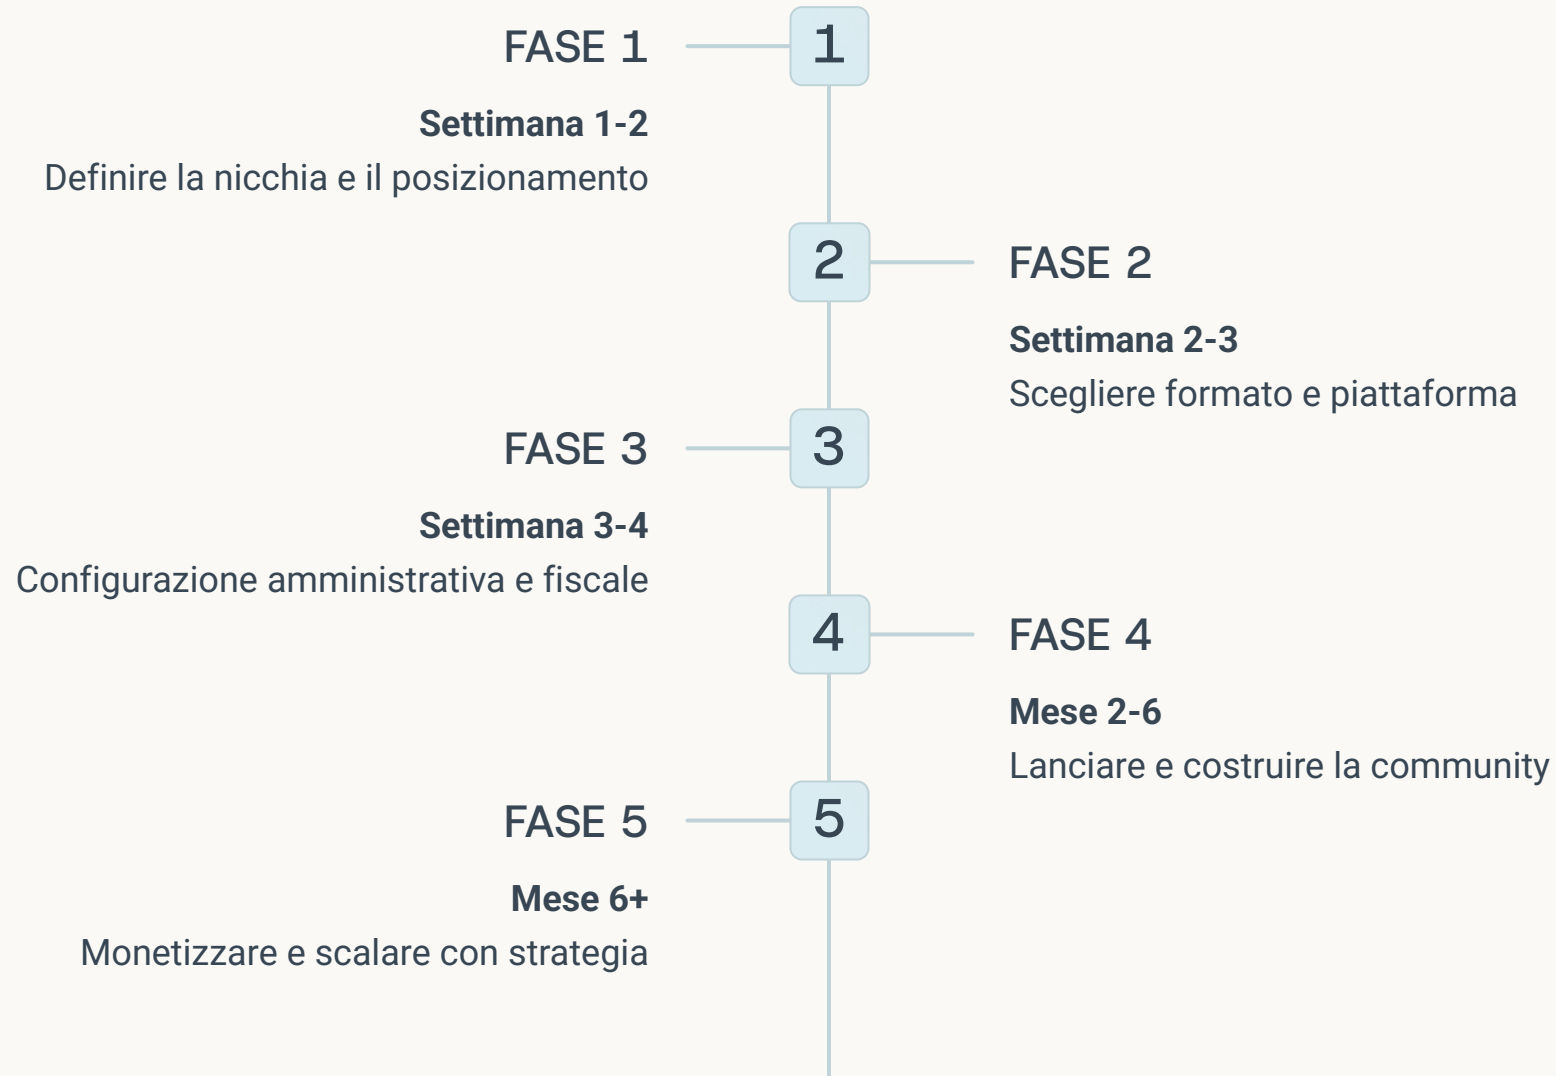 FASE 1
1
Settimana 1-2
Definire la nicchia e il posizionamento
2
FASE 2
Settimana 2-3
Scegliere formato e piattaforma
FASE 3
3
Settimana 3-4
Configurazione amministrativa e fiscale
4
FASE 4
Mese 2-6
Lanciare e costruire la community
FASE 5
5
Mese 6+
Monetizzare e scalare con strategia